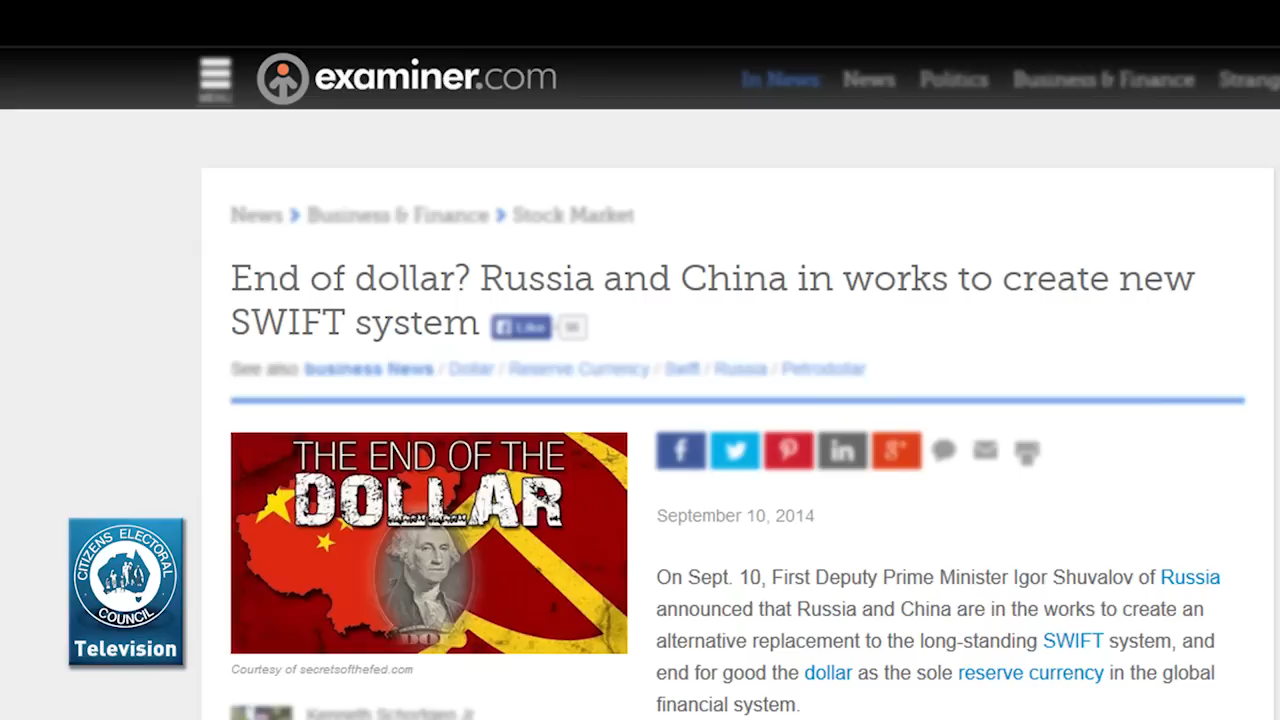 MENU
examiner.com
In News News Politics Business & Finance
News Business & Finance Stock Market
End of dollar? Russia and China in works to create new
SWIFT system Like
See also business News / Dollar / Reserve Currency / Swift / Russia / Petrodollar
THE END OF THE
DOLLAR
Courtesy of secretsofthefed.com
September 10, 2014
On Sept. 10, First Deputy Prime Minister Igor Shuvalov of Russia
announced that Russia and China are in the works to create an
alternative replacement to the long-standing SWIFT system, and
end for good the dollar as the sole reserve currency in the global
financial system.
CITIZENS ELECTORAL
COUNCIL
Television